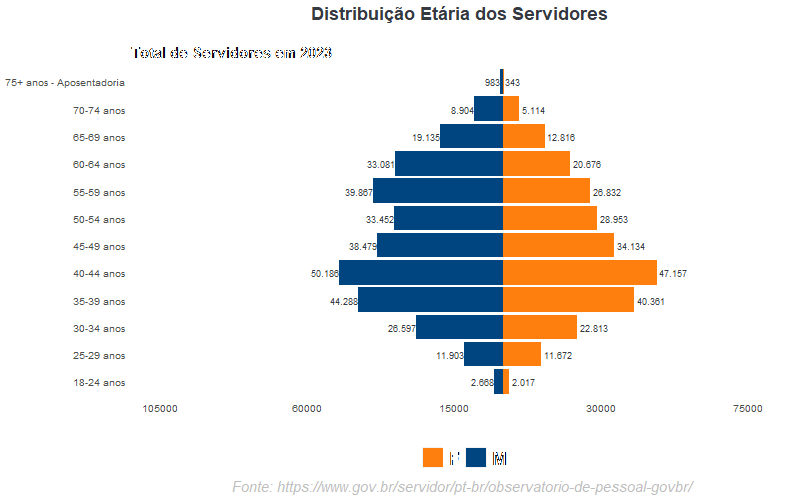 Distribuição Etária dos Servidores
Total de Servidores em 2023
75+ anos - Aposentadoria 983 343
70-74 anos 8.904 5.114
65-69 anos 19.135 12.816
60-64 anos 33.081 20.676
55-59 anos 39.867 26.832
50-54 anos 33.452 28.953
45-49 anos 38.479 34.134
40-44 anos 50.186 47.157
35-39 anos 44.288 40.361
30-34 anos 26.597 22.813
25-29 anos 11.903 11.672
18-24 anos 2.668 2.017
105000 60000 15000 30000 75000
F M
Fonte: https://www.gov.br/servidor/pt-br/observatorio-de-pessoal-govbr/